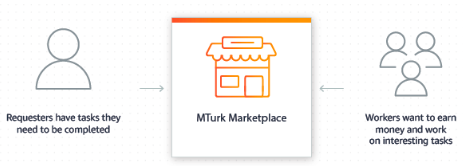 Requesters have tasks they
need to be completed
MTurk Marketplace
Workers want to earn
money and work
on interesting tasks